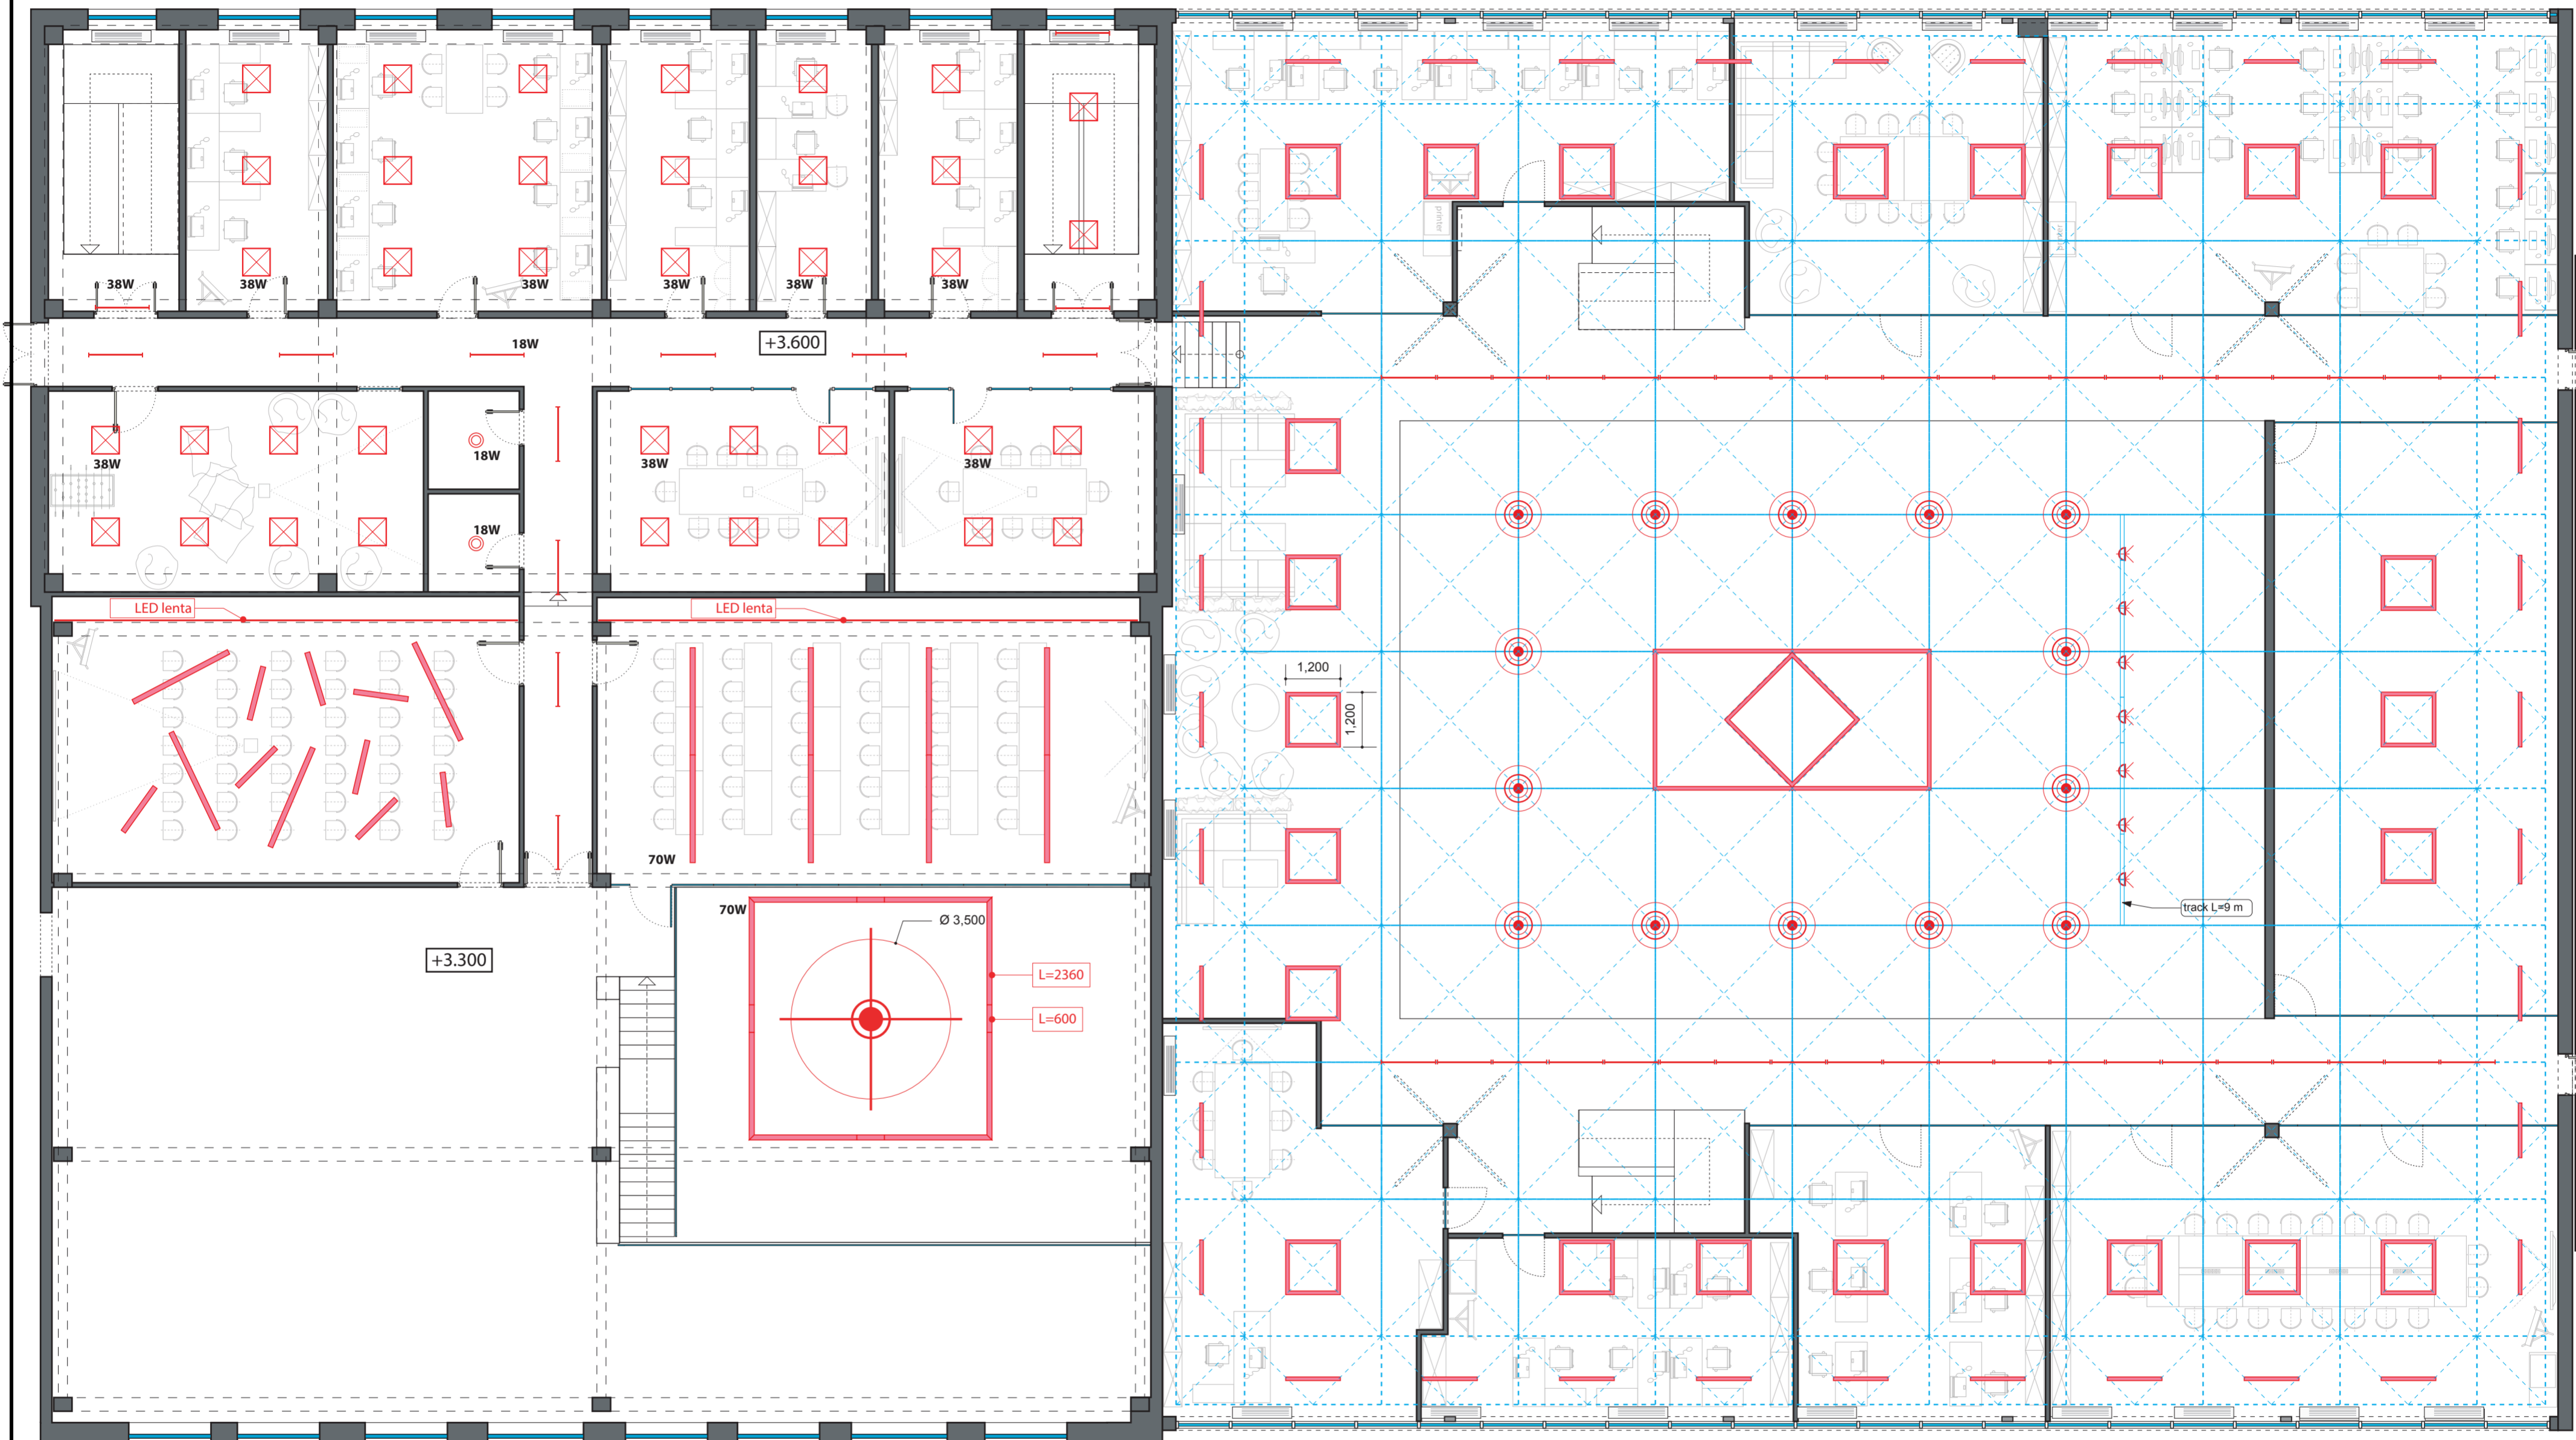 38W
38W
38W
38W
38W
38W
18W
+3.600
38W
18W
38W
38W
18W
LED lenta
LED lenta
70W
70W
Ø 3,500
+3.300
L=2360
L=600
printer
printer
1,200
1,200
track L=9 m